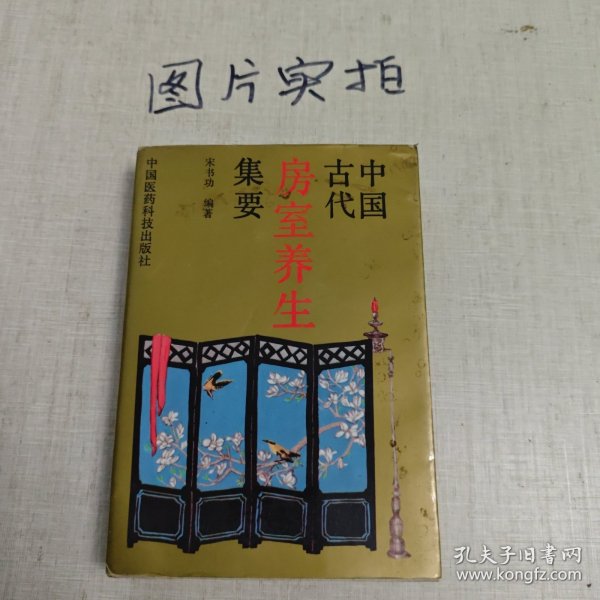 图片实拍
中国
古代
房室养生
集要
宋书功 编著
中国医药科技出版社
孔夫子旧书网
www.kongfz.com